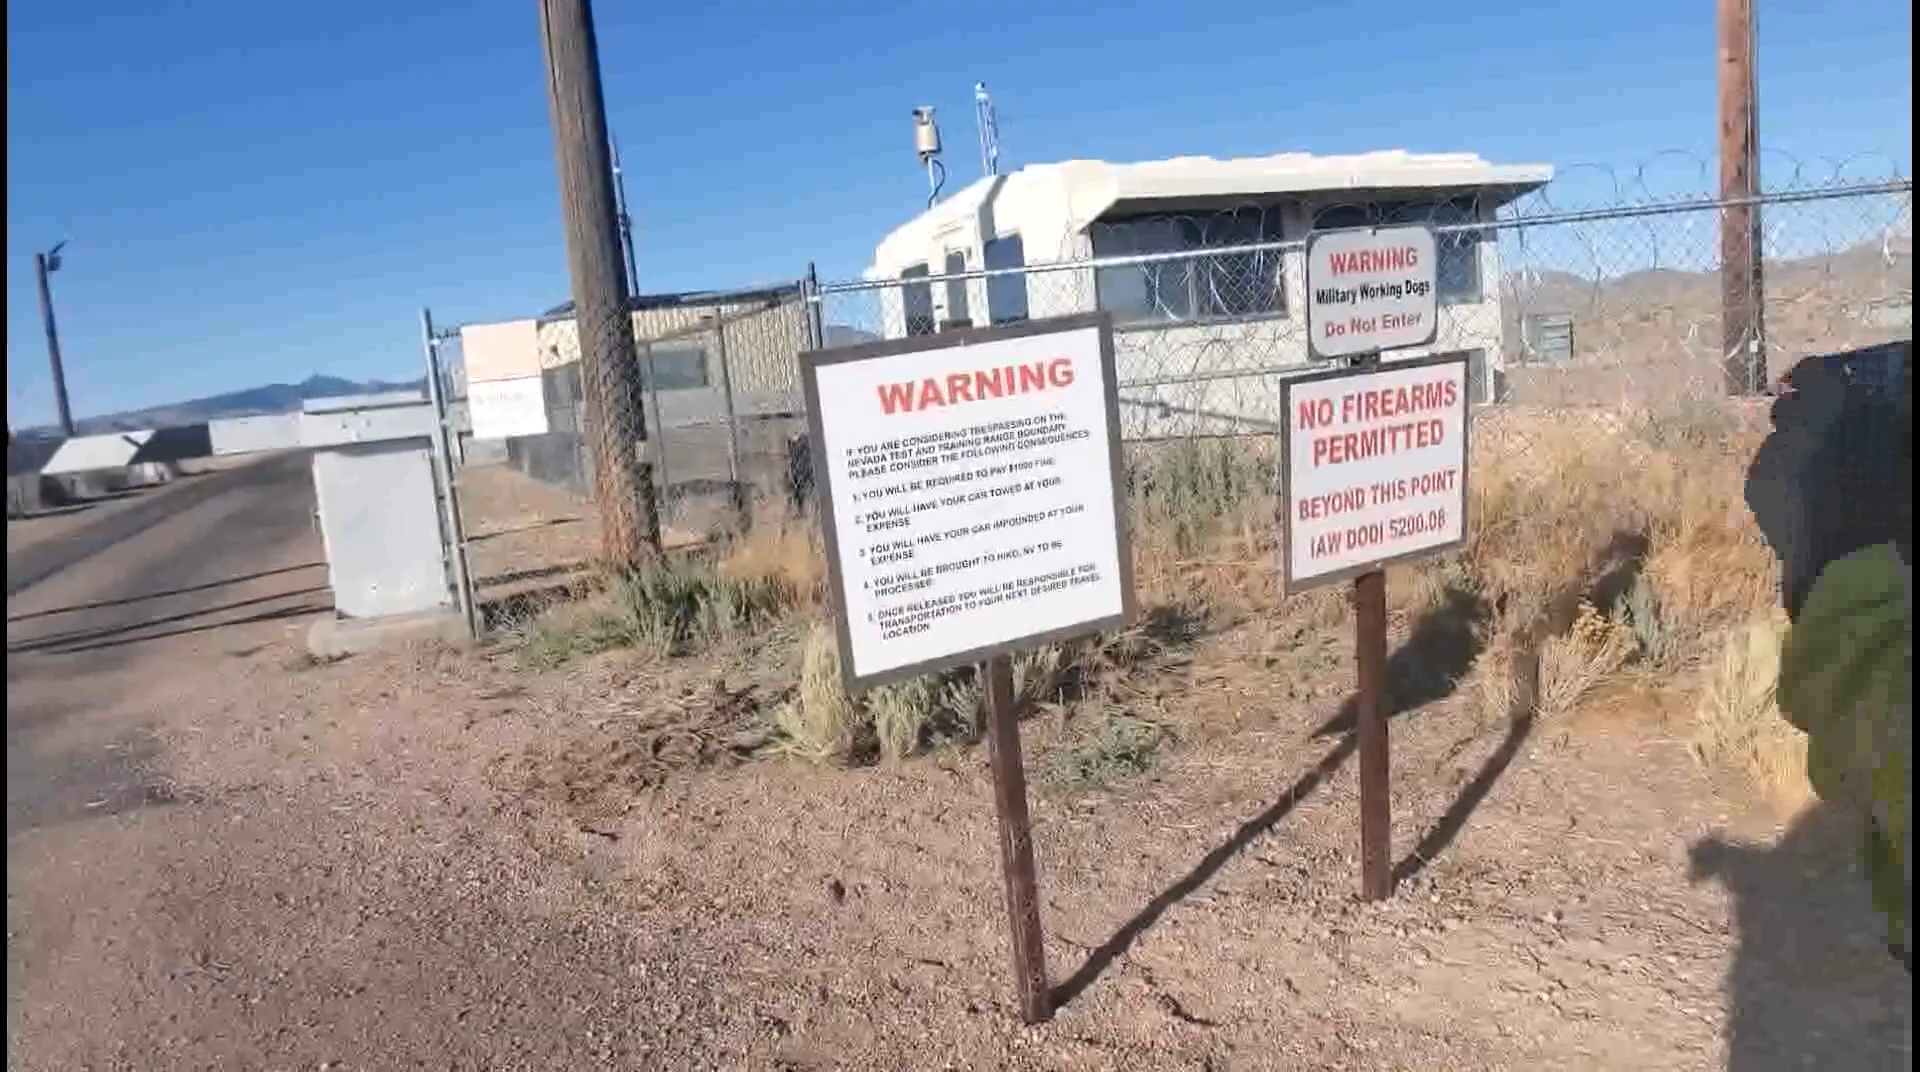 WARNING
IF YOU ARE CONSIDERING TRESPASSING ON THE
NEVADA TEST AND TRAINING RANGE BOUNDARY
PLEASE CONSIDER THE FOLLOWING CONSEQUENCES
1. YOU WILL BE REQUIRED TO PAY $1000 FINE
2. YOU WILL HAVE YOUR CAR TOWED AT YOUR
EXPENSE
3. YOU WILL HAVE YOUR CAR IMPOUNDED AT YOUR
EXPENSE
4. YOU WILL BE BROUGHT TO HIKO, NV TO BE
PROCESSED
5. ONCE RELEASED YOU WILL BE RESPONSIBLE FOR
TRANSPORTATION TO YOUR NEXT DESIRED TRAVEL
LOCATION
WARNING
Military Working Dogs
Do Not Enter
NO FIREARMS
PERMITTED
BEYOND THIS POINT
IAW DODI 5200.08